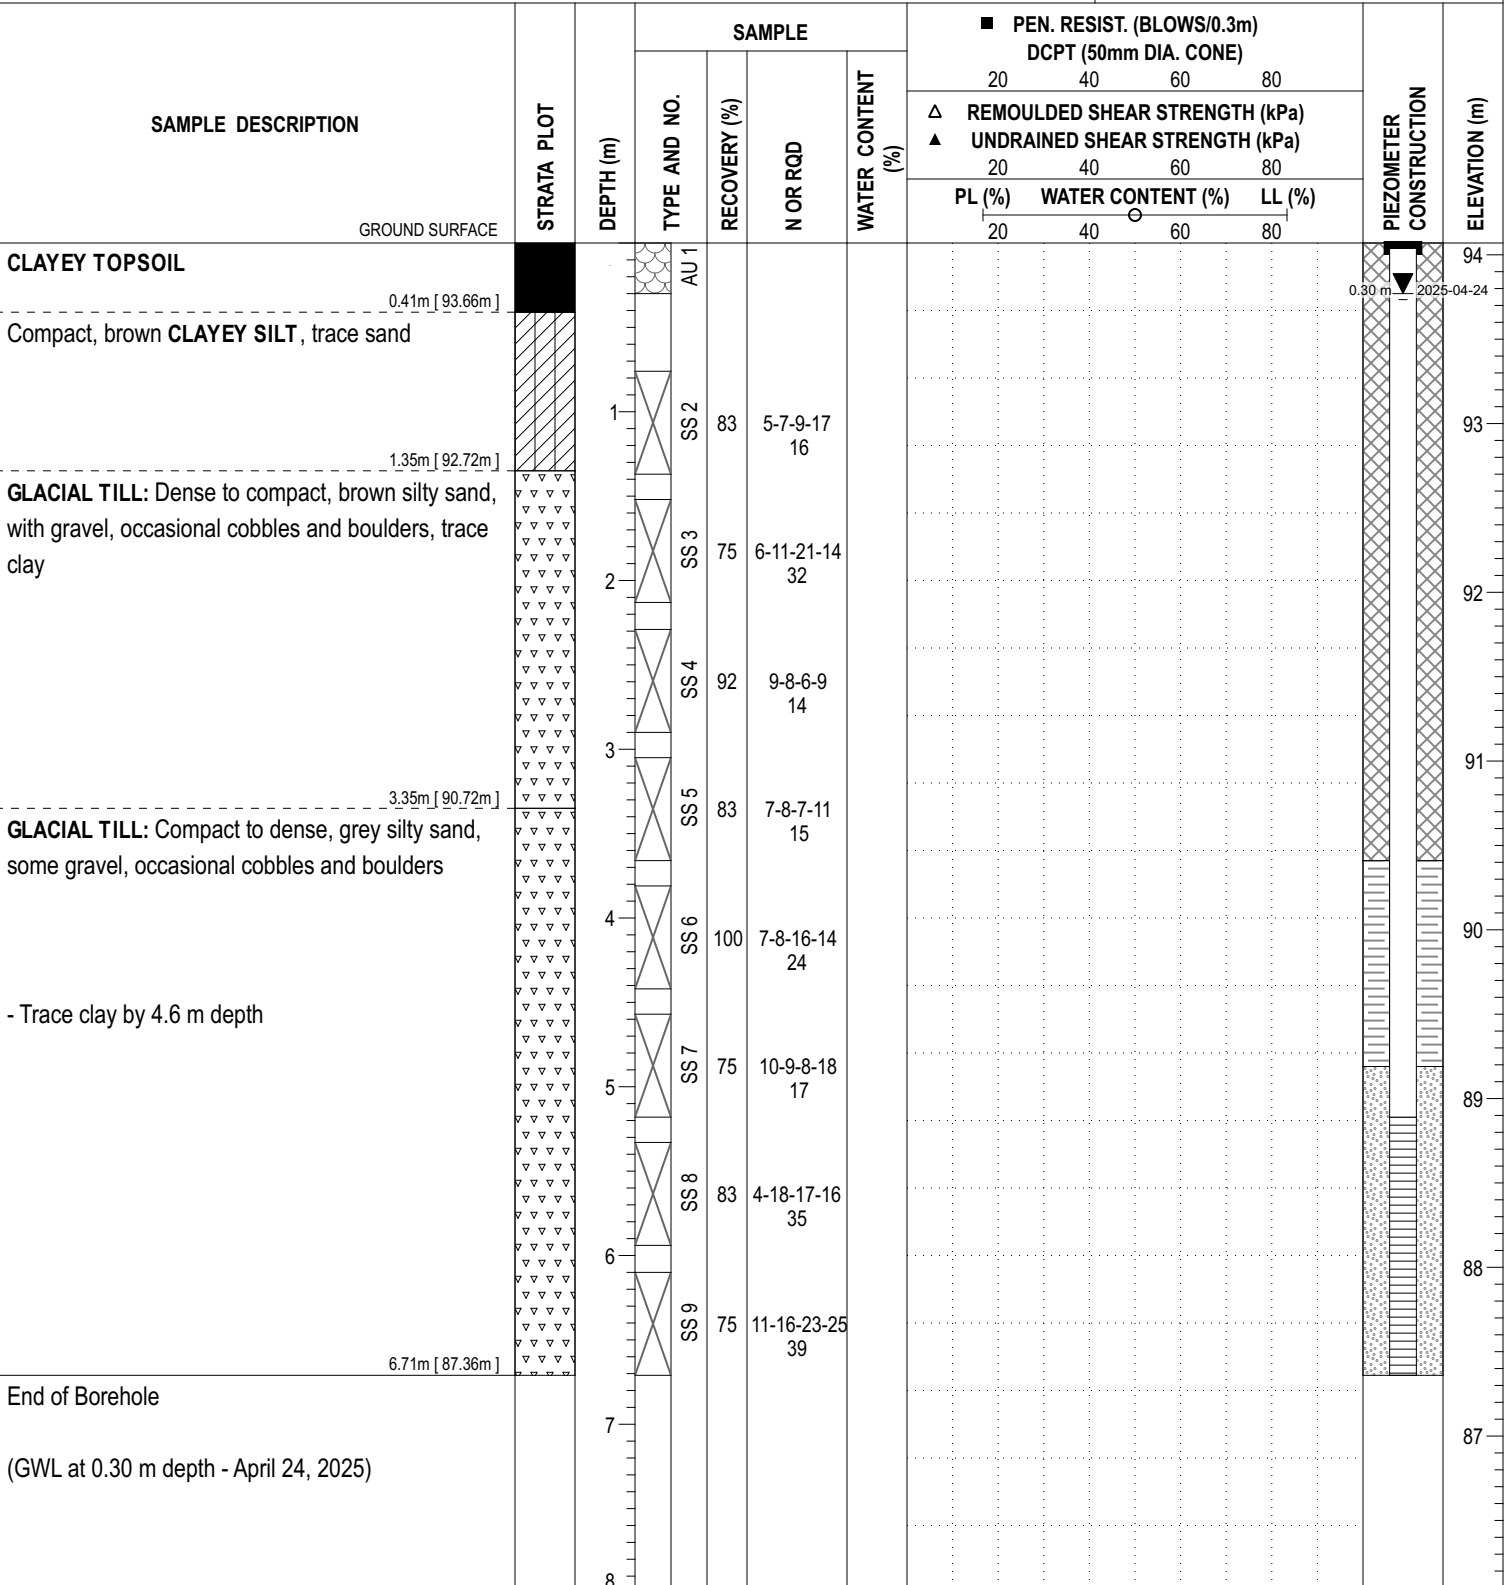 SAMPLE DESCRIPTION
GROUND SURFACE
STRATA PLOT
DEPTH (m)
SAMPLE
TYPE AND NO.
RECOVERY (%)
N OR RQD
WATER CONTENT
(%)
■ PEN. RESIST. (BLOWS/0.3m)
DCPT (50mm DIA. CONE)
20 40 60 80
△ REMOULDED SHEAR STRENGTH (kPa)
▲ UNDRAINED SHEAR STRENGTH (kPa)
20 40 60 80
PL (%) WATER CONTENT (%) LL (%)
20 40 60 80
PIEZOMETER
CONSTRUCTION
ELEVATION (m)
CLAYEY TOPSOIL
AU 1
94
0.30 m 2025-04-24
0.41m [ 93.66m ]
Compact, brown CLAYEY SILT, trace sand
1
SS 2
83
5-7-9-17
16
93
1.35m [ 92.72m ]
GLACIAL TILL: Dense to compact, brown silty sand,
with gravel, occasional cobbles and boulders, trace
clay
SS 3
75
6-11-21-14
32
2
92
SS 4
92
9-8-6-9
14
3
91
3.35m [ 90.72m ]
SS 5
83
7-8-7-11
15
GLACIAL TILL: Compact to dense, grey silty sand,
some gravel, occasional cobbles and boulders
4
SS 6
100
7-8-16-14
24
90
- Trace clay by 4.6 m depth
SS 7
75
10-9-8-18
17
5
89
SS 8
83
4-18-17-16
35
6
88
SS 9
75
11-16-23-25
39
6.71m [ 87.36m ]
End of Borehole
7
87
(GWL at 0.30 m depth - April 24, 2025)
8